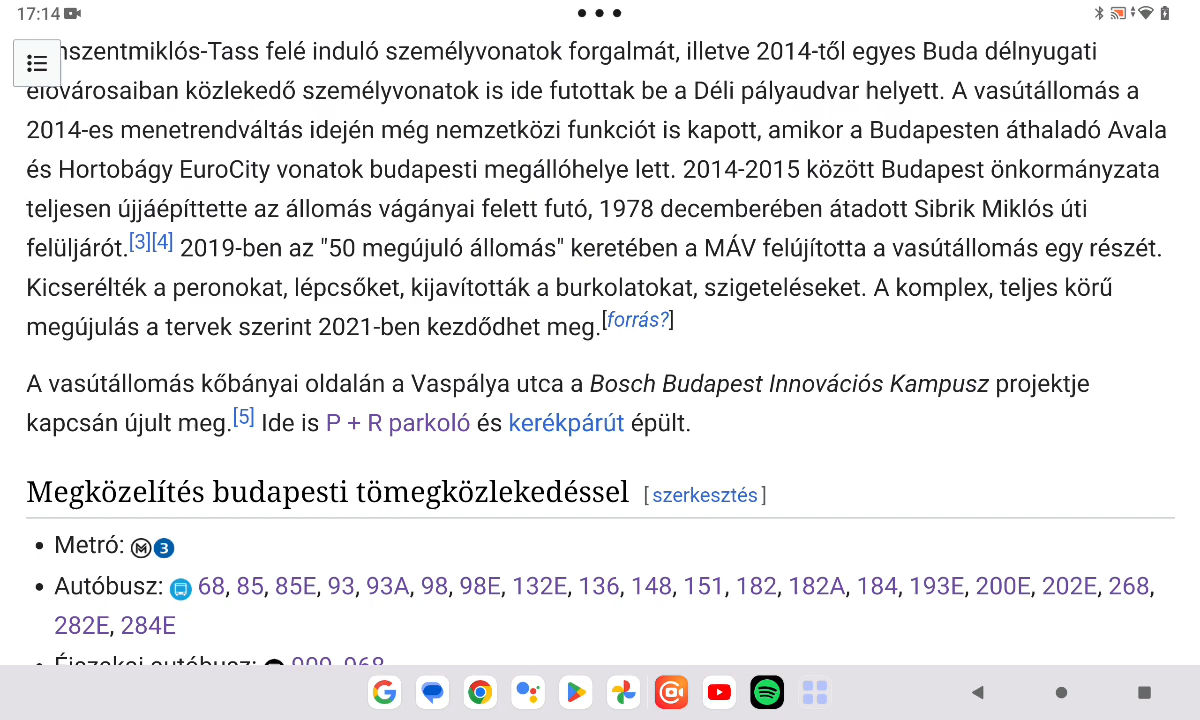 17:14
nszentmiklós-Tass felé induló személyvonatok forgalmát, illetve 2014-től egyes Buda délnyugati
elővárosaiban közlekedő személyvonatok is ide futottak be a Déli pályaudvar helyett. A vasútállomás a
2014-es menetrendváltás idején még nemzetközi funkciót is kapott, amikor a Budapesten áthaladó Avala
és Hortobágy EuroCity vonatok budapesti megállóhelye lett. 2014-2015 között Budapest önkormányzata
teljesen újjáépíttette az állomás vágányai felett futó, 1978 decemberében átadott Sibrik Miklós úti
felüljárót.[3][4] 2019-ben az "50 megújuló állomás" keretében a MÁV felújította a vasútállomás egy részét.
Kicserélték a peronokat, lépcsőket, kijavították a burkolatokat, szigeteléseket. A komplex, teljes körű
megújulás a tervek szerint 2021-ben kezdődhet meg.[forrás?]
A vasútállomás kőbányai oldalán a Vaspálya utca a Bosch Budapest Innovációs Kampusz projektje
kapcsán újult meg.[5] Ide is P + R parkoló és kerékpárút épült.
Megközelítés budapesti tömegközlekedéssel [szerkesztés]
• Metró: M 3
• Autóbusz: 68, 85, 85E, 93, 93A, 98, 98E, 132E, 136, 148, 151, 182, 182A, 184, 193E, 200E, 202E, 268,
282E, 284E
• Éjszakai autóbusz: 909, 968